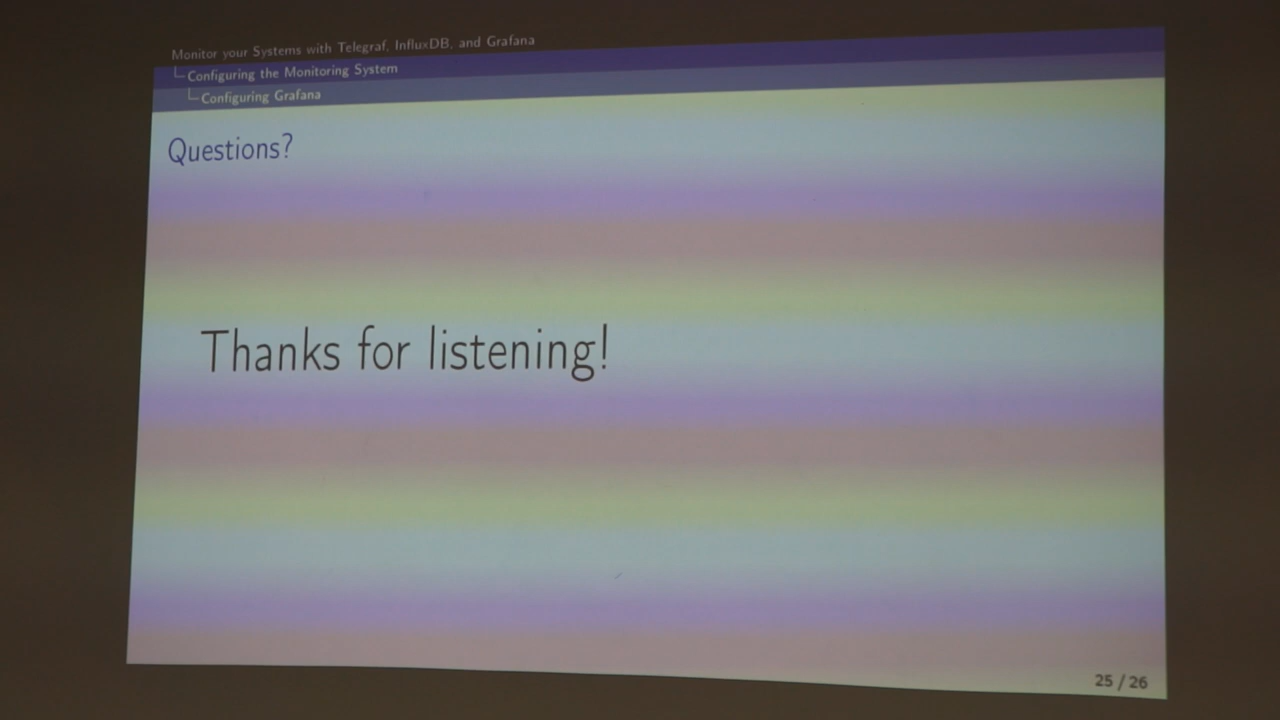 Monitor your Systems with Telegraf, InfluxDB, and Grafana
Configuring the Monitoring System
Configuring Grafana
Questions?
Thanks for listening!
25 / 26